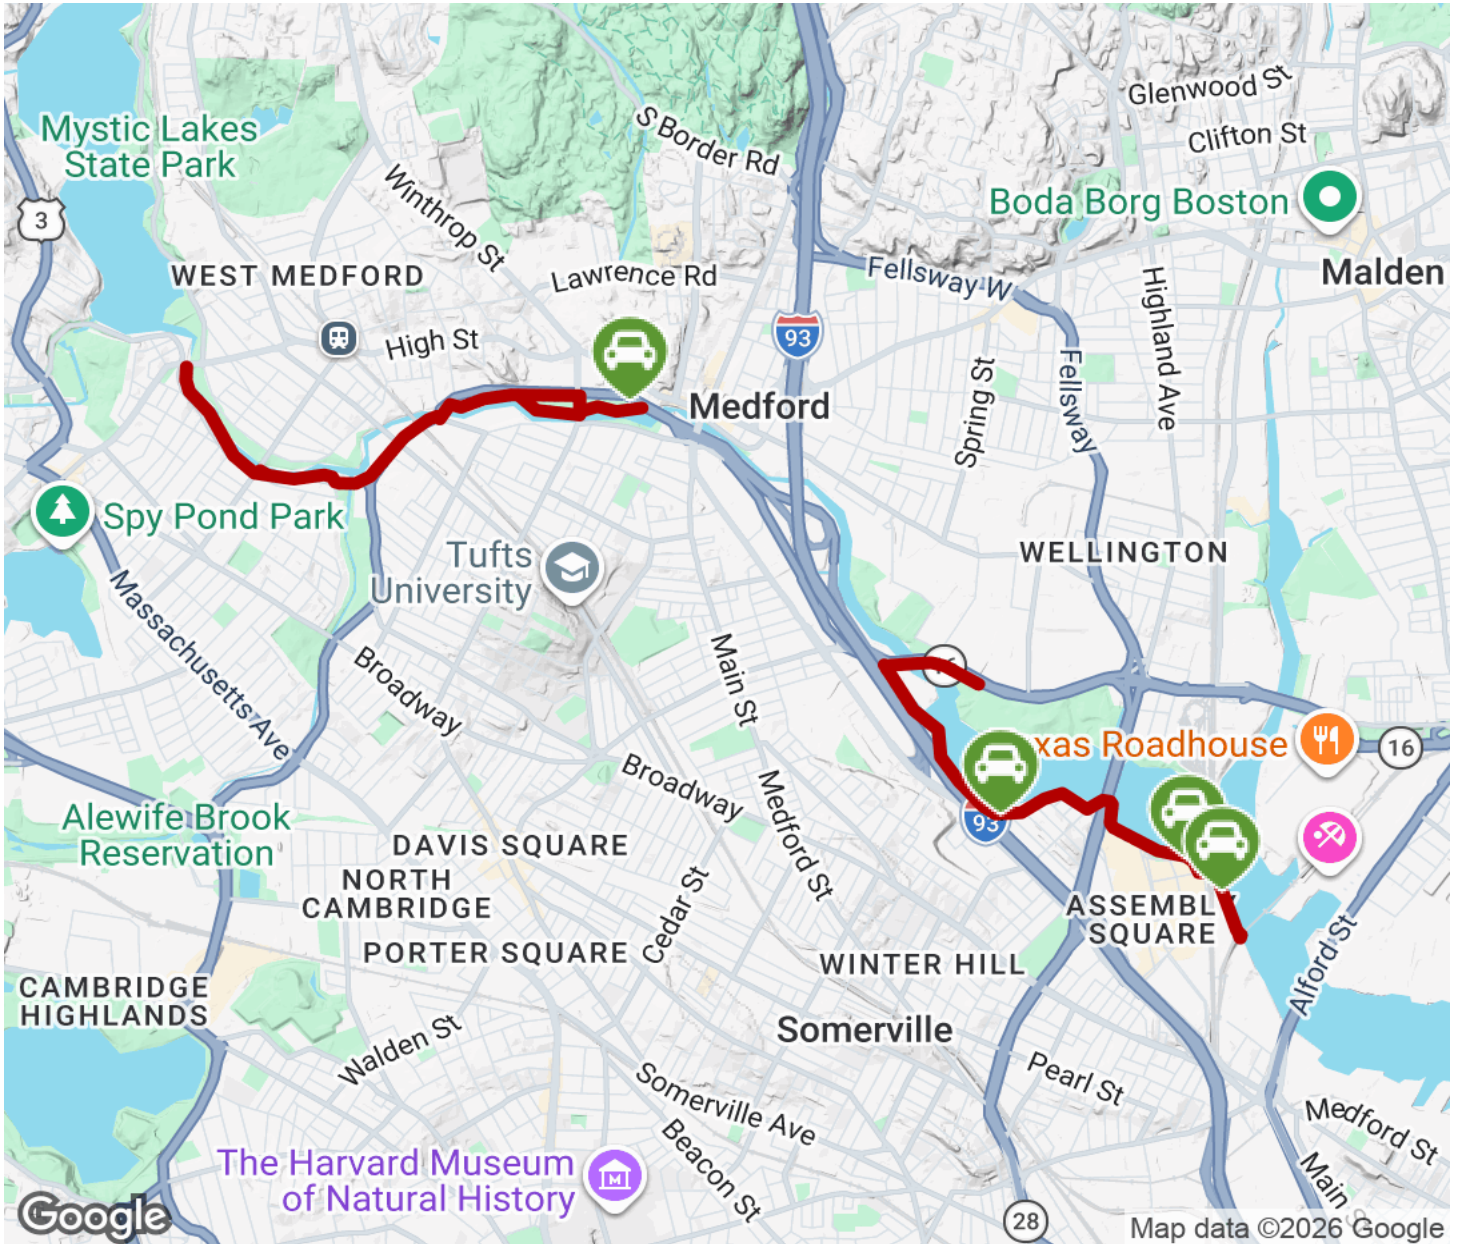 Glenwood St
Clifton St
Mystic Lakes
State Park
S Border Rd
3
Winthrop St
Boda Borg Boston
WEST MEDFORD
Lawrence Rd
Fellsway W
Malden
High St
93
Highland Ave
Medford
Spring St
Fellsway
Spy Pond Park
Tufts
University
WELLINGTON
Massachusetts Ave
Broadway
Main St
xas Roadhouse
16
Broadway
93
Alewife Brook
Reservation
DAVIS SQUARE
Medford St
NORTH
CAMBRIDGE
Cedar St
ASSEMBL
SQUARE
PORTER SQUARE
WINTER HILL
Alford St
CAMBRIDGE
HIGHLANDS
Somerville
Walden St
Pearl St
Somerville Ave
Medford St
Beacon St
The Harvard Museum
of Natural History
Main
28
Google
Map data ©2026 Google